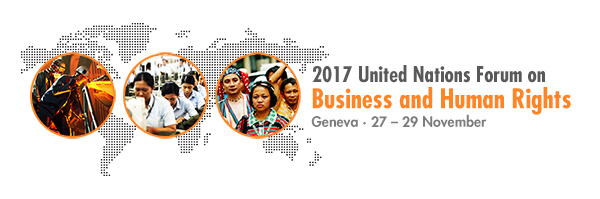 2017 United Nations Forum on
Business and Human Rights
Geneva · 27 – 29 November